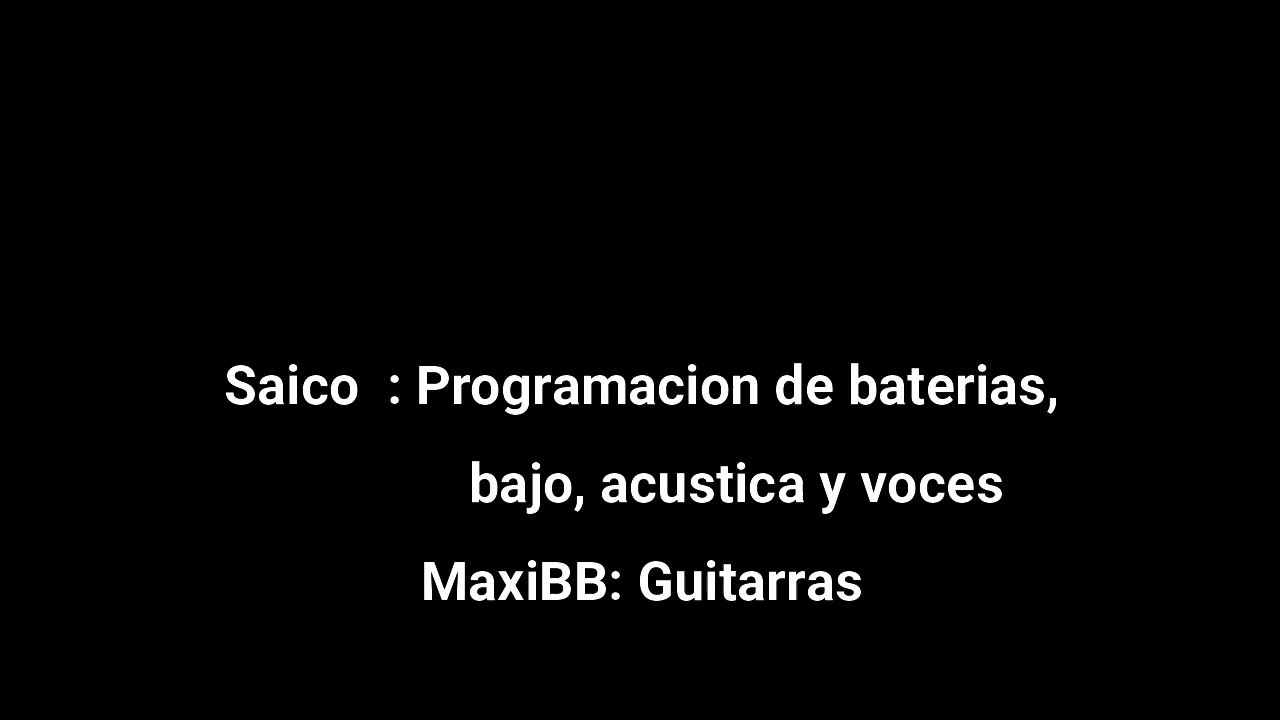 Saico  : Programacion de baterias,
bajo, acustica y voces
MaxiBB: Guitarras